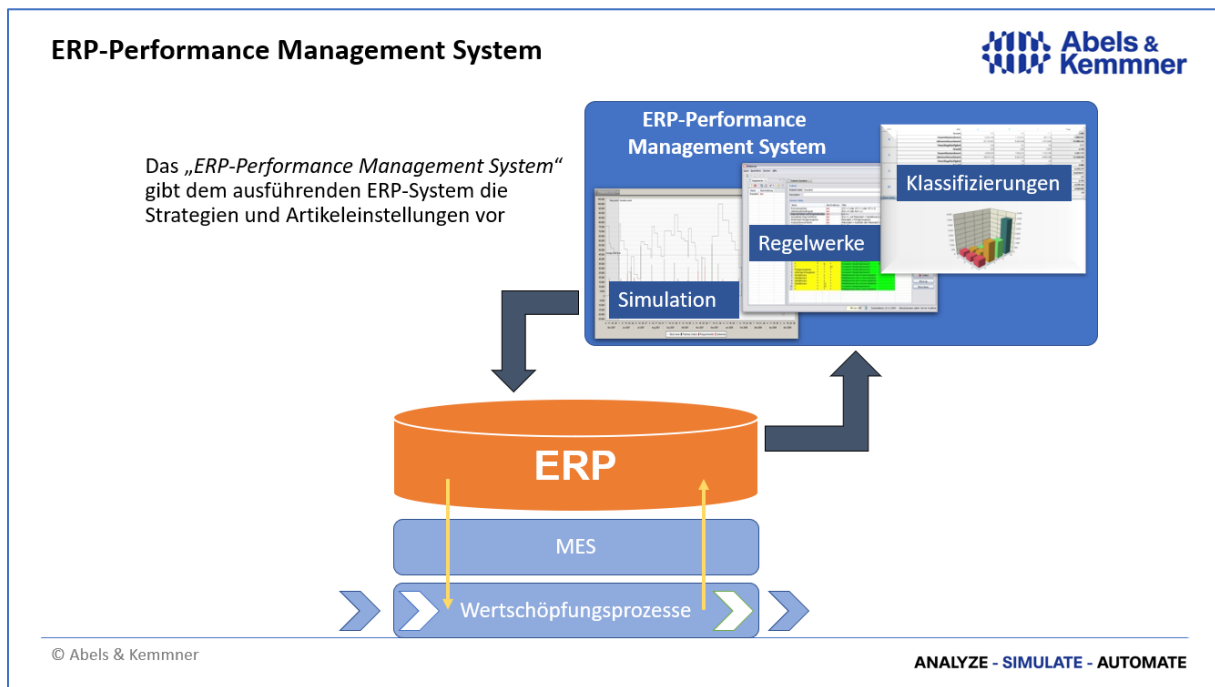 ERP-Performance Management System
Abels &
Kemmner
ERP-Performance
Management System
Das „ERP-Performance Management System“
gibt dem ausführenden ERP-System die
Strategien und Artikeleinstellungen vor
Klassifizierungen
Regelwerke
Simulation
ERP
MES
Wertschöpfungsprozesse
© Abels & Kemmner
ANALYZE - SIMULATE - AUTOMATE